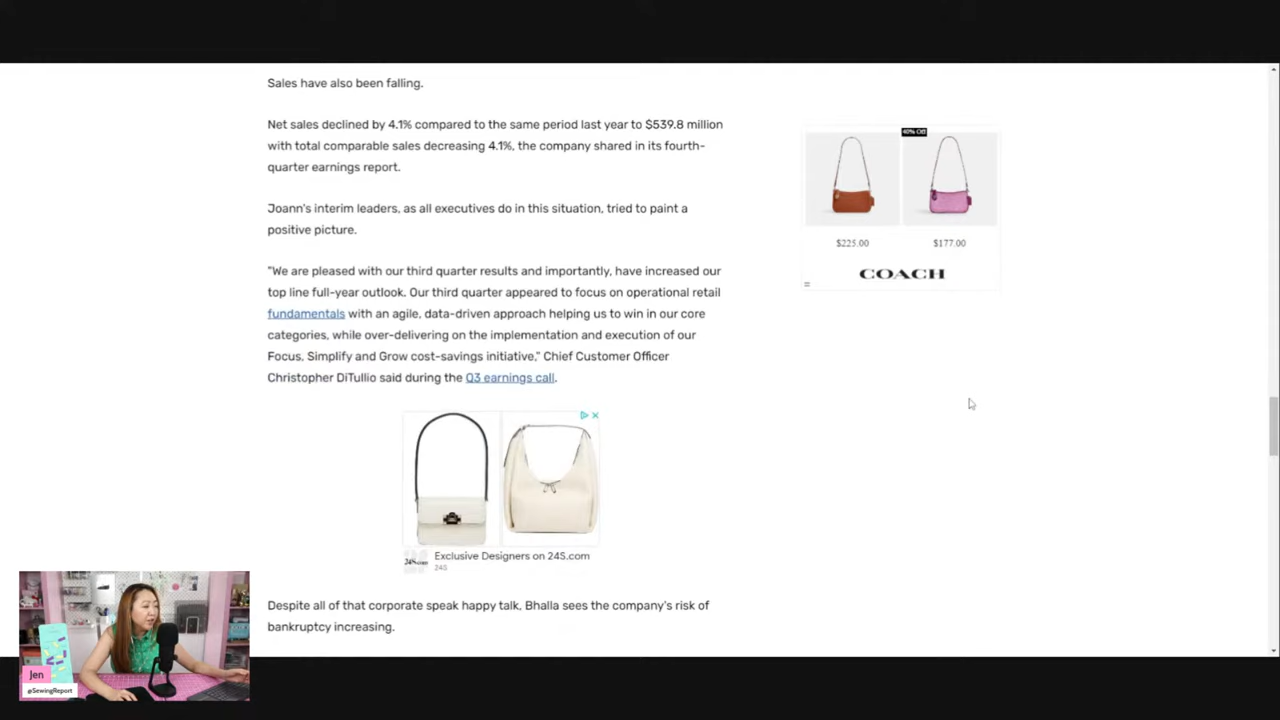 Sales have also been falling.
Net sales declined by 4.1% compared to the same period last year to $539.8 million
with total comparable sales decreasing 4.1%, the company shared in its fourth-
quarter earnings report.
Joann's interim leaders, as all executives do in this situation, tried to paint a
positive picture.
"We are pleased with our third quarter results and importantly, have increased our
top line full-year outlook. Our third quarter appeared to focus on operational retail
fundamentals with an agile, data-driven approach helping us to win in our core
categories, while over-delivering on the implementation and execution of our
Focus, Simplify and Grow cost-savings initiative," Chief Customer Officer
Christopher DiTullio said during the Q3 earnings call.
40% Off
$225.00
$177.00
COACH
24S.com
Exclusive Designers on 24S.com
24S
Despite all of that corporate speak happy talk, Bhalla sees the company's risk of
bankruptcy increasing.
Jen
@SewingReport